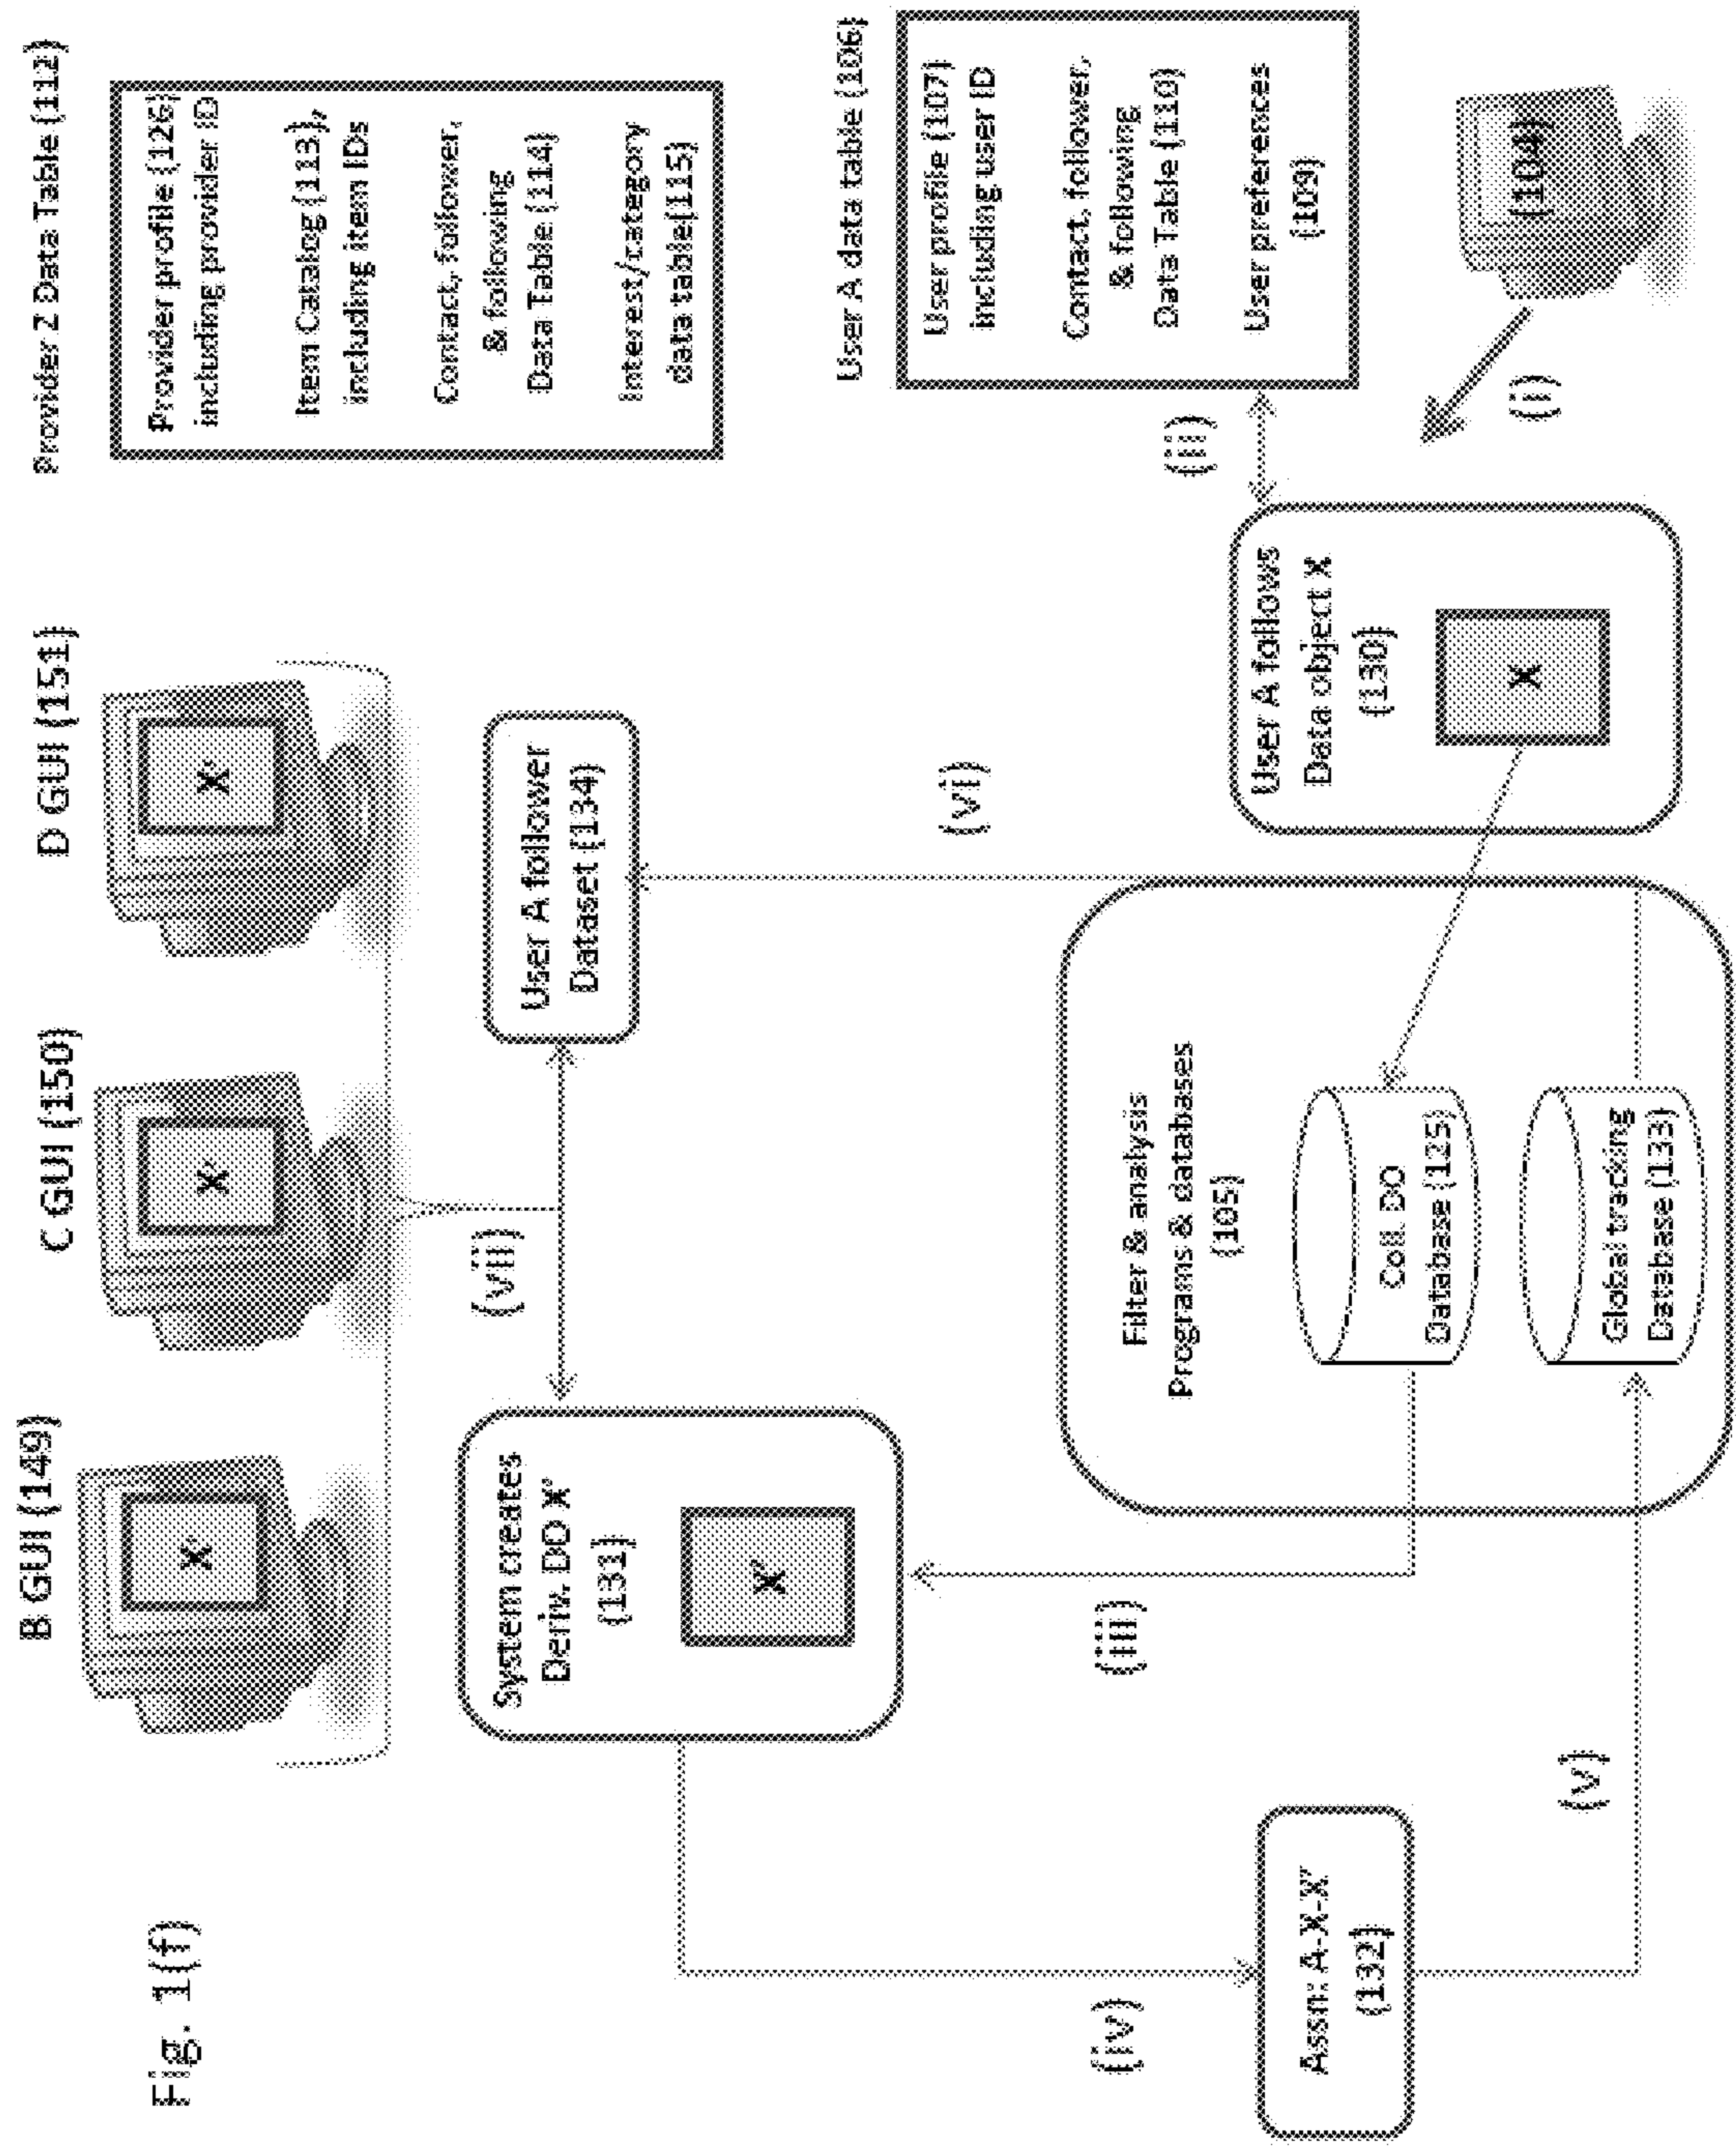 Fig. 1(f)
B GUI (149)
C GUI (150)
D GUI (151)
Provider 2 Data Table (112)
X'
X'
X'
Provider profile (126)
including provider ID
Item Catalog (113),
including item IDs
Contact, follower,
& following
Data Table (114)
Interest/category
data table(115)
(vii)
System creates
Deriv. DO X'
(131)
X'
User A follower
Dataset (134)
User A data table (106)
User profile (107)
including user ID
Contact, follower,
& following
Data Table (110)
User preferences
(109)
(vi)
(ii)
(iii)
(iv)
Filter & analysis
Programs & databases
(105)
Coll. DO
Database (125)
Global tracking
Database (133)
User A follows
Data object X
(130)
X
(i)
(104)
Assn: A-X-X'
(132)
(v)